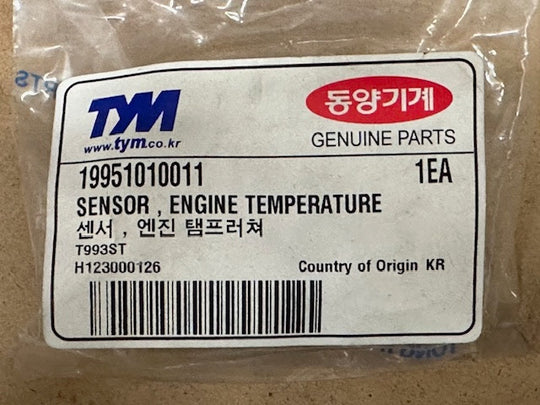 TYM
www.tym.co.kr
동양기계
GENUINE PARTS
19951010011 1EA
SENSOR , ENGINE TEMPERATURE
센서 , 엔진 탬프러쳐
T993ST
H123000126 Country of Origin KR